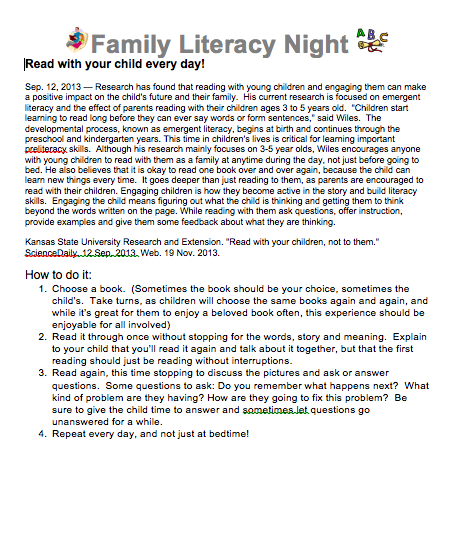 Family Literacy Night ABC
Read with your child every day!
Sep. 12, 2013 — Research has found that reading with young children and engaging them can make
a positive impact on the child's future and their family. His current research is focused on emergent
literacy and the effect of parents reading with their children ages 3 to 5 years old. "Children start
learning to read long before they can ever say words or form sentences," said Wiles. The
developmental process, known as emergent literacy, begins at birth and continues through the
preschool and kindergarten years. This time in children's lives is critical for learning important
preliteracy skills. Although his research mainly focuses on 3-5 year olds, Wiles encourages anyone
with young children to read with them as a family at anytime during the day, not just before going to
bed. He also believes that it is okay to read one book over and over again, because the child can
learn new things every time. It goes deeper than just reading to them, as parents are encouraged to
read with their children. Engaging children is how they become active in the story and build literacy
skills. Engaging the child means figuring out what the child is thinking and getting them to think
beyond the words written on the page. While reading with them ask questions, offer instruction,
provide examples and give them some feedback about what they are thinking.
Kansas State University Research and Extension. "Read with your children, not to them."
ScienceDaily, 12 Sep. 2013. Web. 19 Nov. 2013.
How to do it:
1. Choose a book. (Sometimes the book should be your choice, sometimes the
child's. Take turns, as children will choose the same books again and again, and
while it's great for them to enjoy a beloved book often, this experience should be
enjoyable for all involved)
2. Read it through once without stopping for the words, story and meaning. Explain
to your child that you'll read it again and talk about it together, but that the first
reading should just be reading without interruptions.
3. Read again, this time stopping to discuss the pictures and ask or answer
questions. Some questions to ask: Do you remember what happens next? What
kind of problem are they having? How are they going to fix this problem? Be
sure to give the child time to answer and sometimes let questions go
unanswered for a while.
4. Repeat every day, and not just at bedtime!